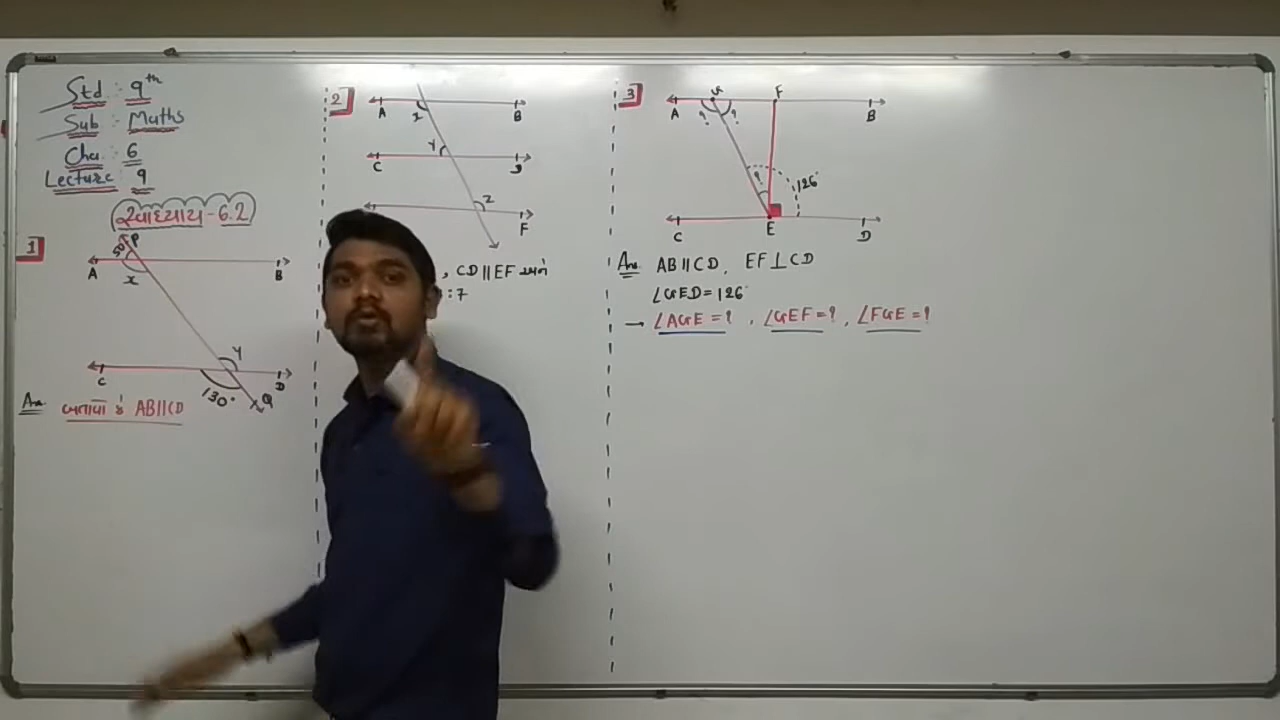 Std : 9th
Sub : Maths
Cha : 6
Lecture : 9
સ્વાધ્યાય - 6.2
1
P
50°
A
B
x
y
C
D
130°
Q
Ans બતાવો કે AB||CD
2
A
B
x
y
C
D
z
F
, CD||EF અને
: 7
3
G
F
A
?
?
B
?
126°
C
E
D
Ans AB||CD, EF⊥CD
∠GED=126°
→ ∠AGE=?, ∠GEF=?, ∠FGE=?